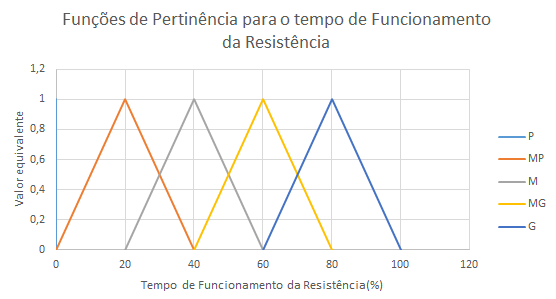 Funções de Pertinência para o tempo de Funcionamento
da Resistência
1,2
1
0,8
0,6
0,4
0,2
0
Valor equivalente
0 20 40 60 80 100 120
Tempo de Funcionamento da Resistência(%)
P
MP
M
MG
G